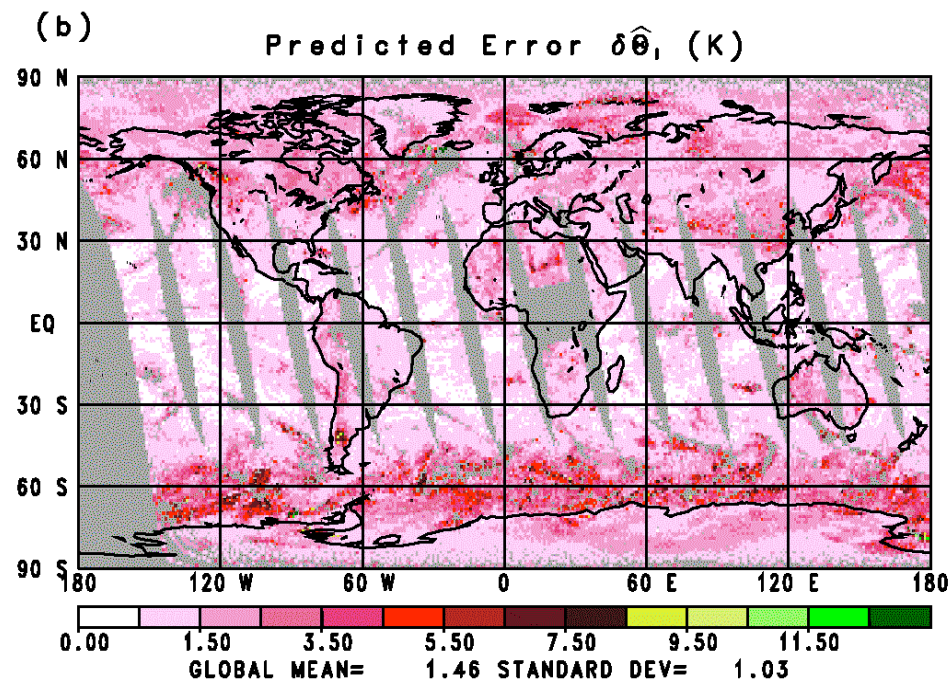 (b)
Predicted Error δΘ̂₁ (K)
90 N
60 N
30 N
EQ
30 S
60 S
90 S
180 120 W 60 W 0 60 E 120 E 180
0.00 1.50 3.50 5.50 7.50 9.50 11.50
GLOBAL MEAN= 1.46 STANDARD DEV= 1.03